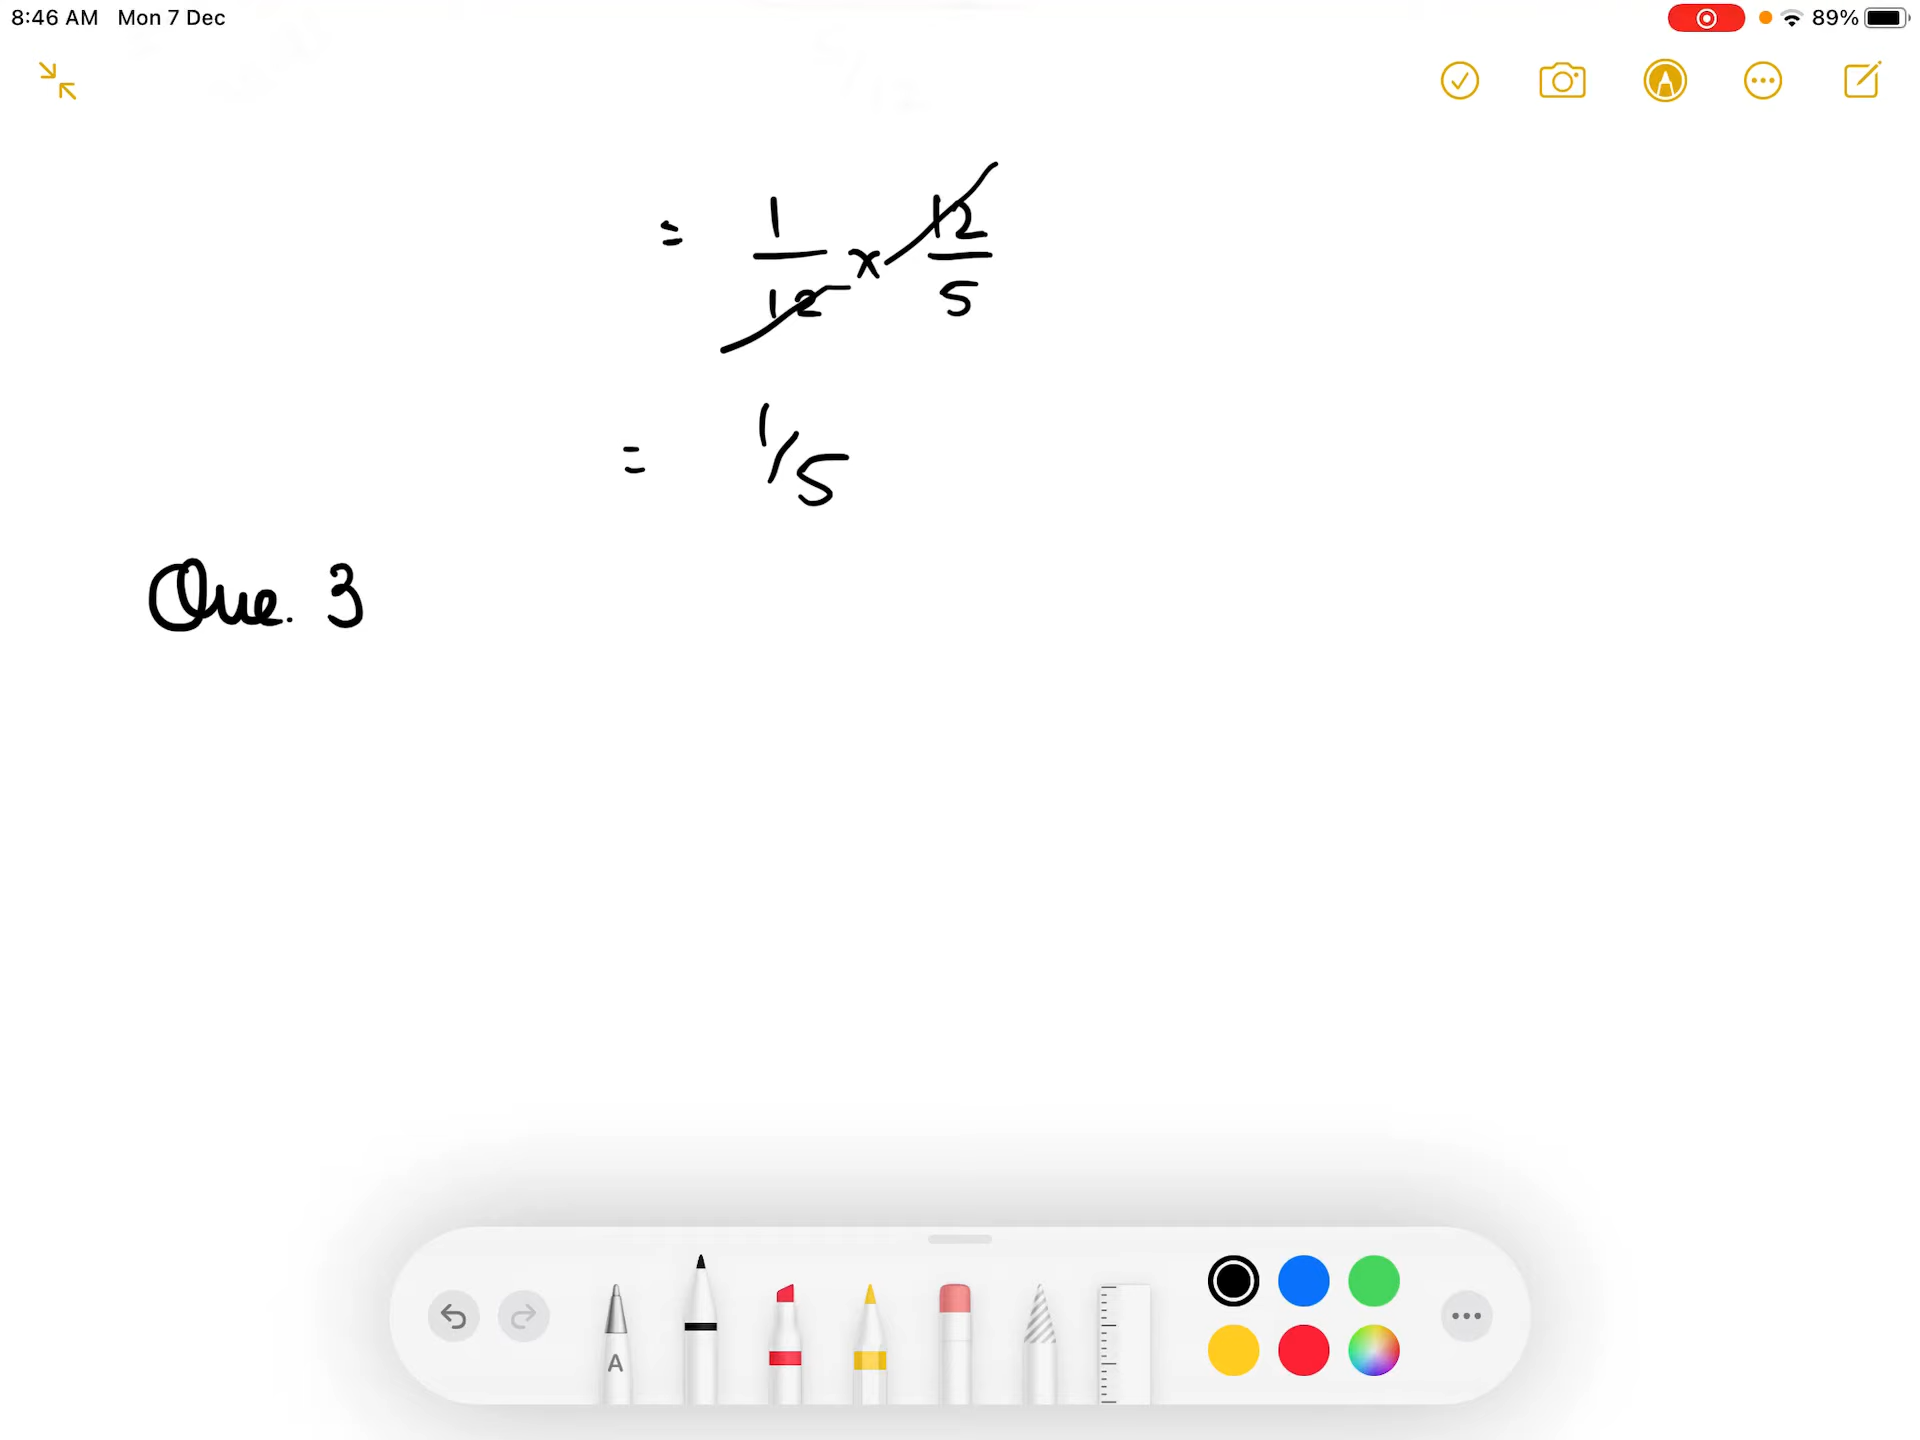 8:46 AM Mon 7 Dec 89%
= 1/12 x 12/5
= 1/5
Que. 3
A